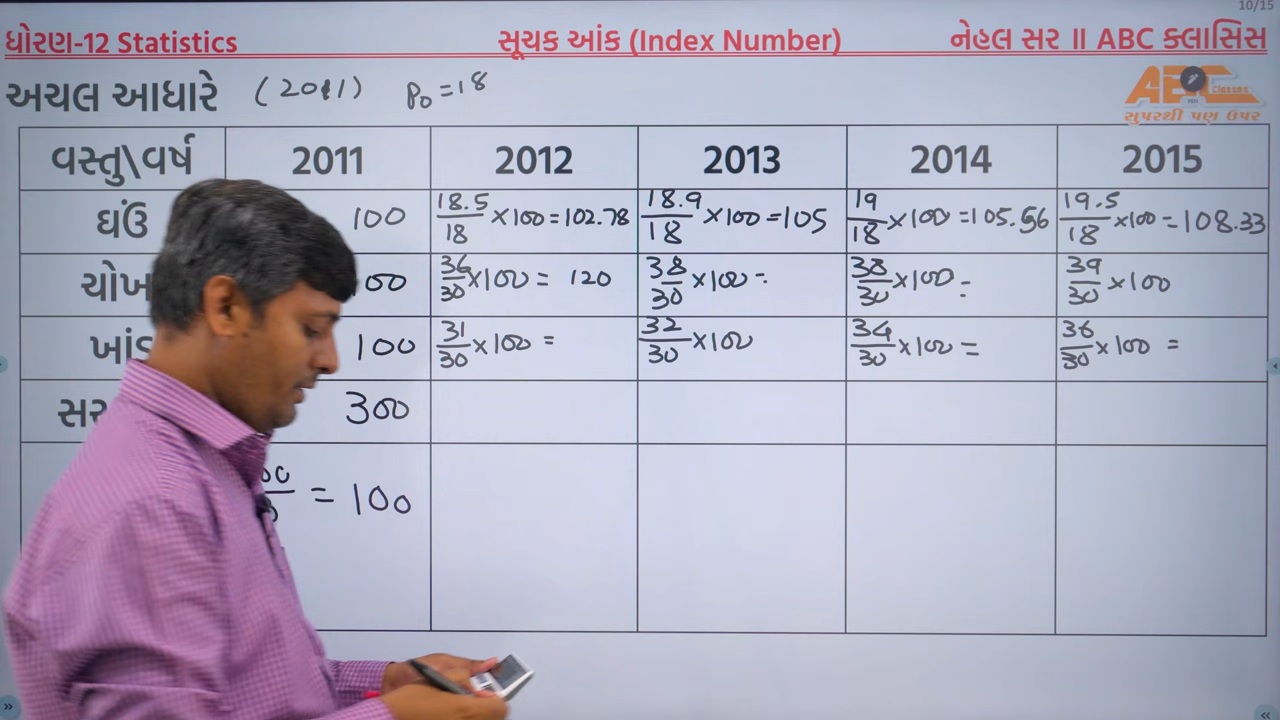 10/15
ધોરણ-12 Statistics સૂચક આંક (Index Number) નેહલ સર ॥ ABC ક્લાસિસ
અચલ આધારે (2011) P₀ = 18
ABC Classes
સુપરથી પણ ઉપર
વસ્તુ\વર્ષ 2011 2012 2013 2014 2015
ઘઉં 100 18.5/18 × 100 = 102.78 18.9/18 × 100 = 105 19/18 × 100 = 105.56 19.5/18 × 100 = 108.33
36/30 × 100 = 120 38/30 × 100 = 38/30 × 100 = 39/30 × 100
100 31/30 × 100 = 32/30 × 100 34/30 × 100 = 36/30 × 100 =
300
= 100